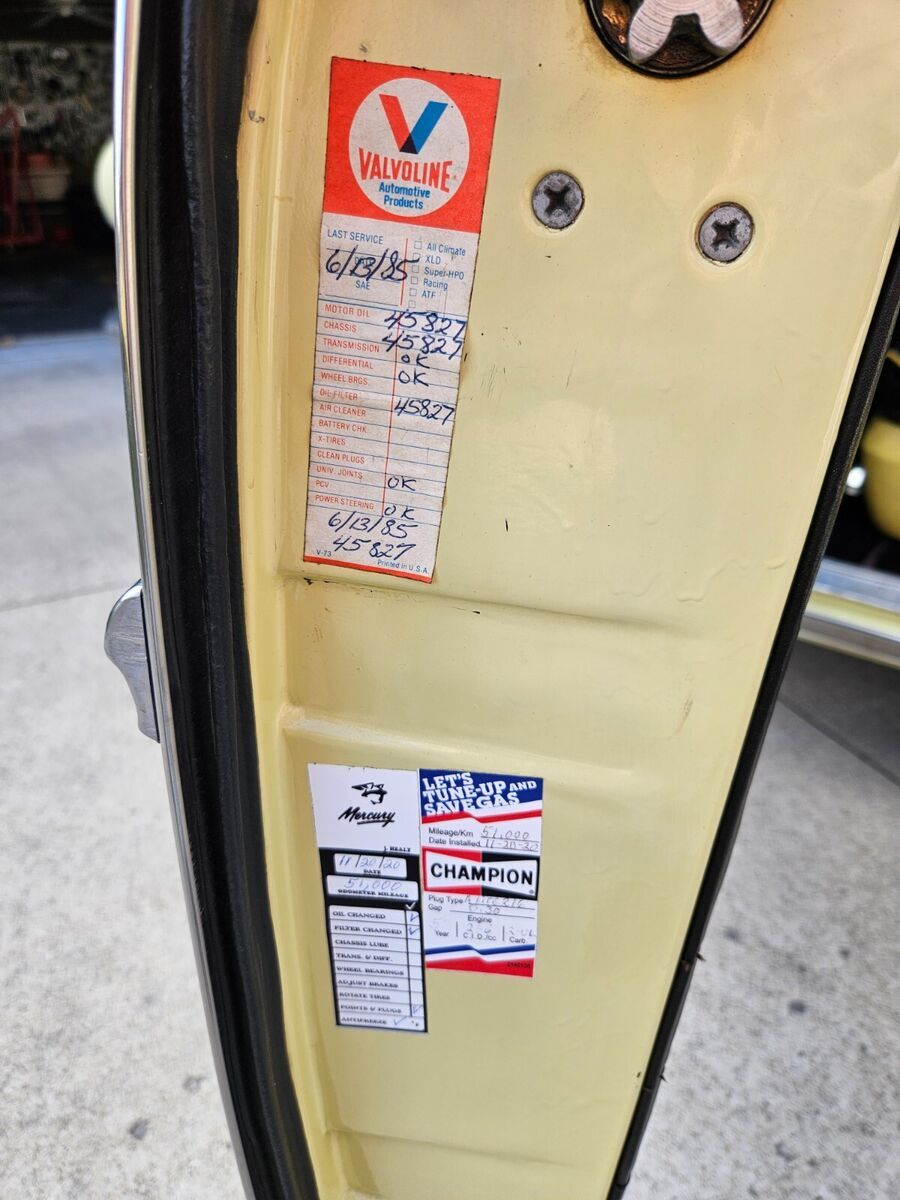 VALVOLINE
Automotive
Products
LAST SERVICE
6/13/85
SAE
All Climate
XLD
Super-HPO
Racing
ATF
MOTOR OIL 45827
CHASSIS 45827
TRANSMISSION OK
DIFFERENTIAL OK
WHEEL BRGS.
OIL FILTER 45827
AIR CLEANER
BATTERY CHK
X-TIRES
CLEAN PLUGS
UNIV. JOINTS OK
PCV
POWER STEERING OK
6/13/85
45827
V-73 Printed in U.S.A.
Mercury
11/20/20
DATE
51,000
ODOMETER MILEAGE
OIL CHANGED
FILTER CHANGED
CHASSIS LUBE
TRANS. & DIFF.
WHEEL BEARINGS
ADJUST BRAKES
ROTATE TIRES
POINTS & PLUGS
ANTIFREEZE °F
LET'S
TUNE-UP AND
SAVE GAS
Mileage/Km 51,000
Date Installed
CHAMPION
Plug Type
Gap
Engine
Year C.I.D./cc Carb